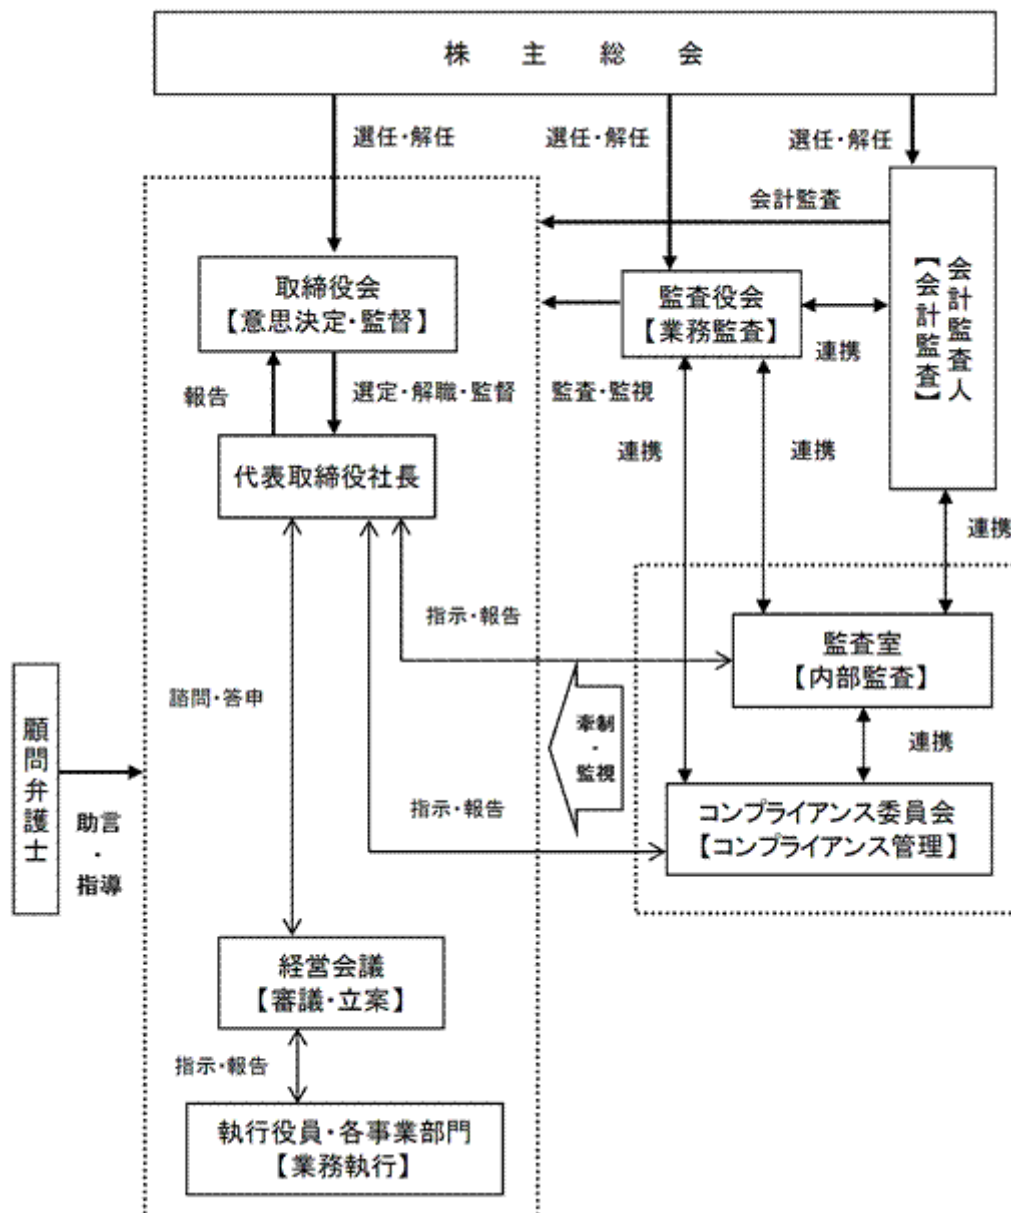 株主総会
選任・解任
選任・解任
選任・解任
会計監査
会計監査人
【会計監査】
取締役会
【意思決定・監督】
監査役会
【業務監査】
連携
報告
選定・解職・監督
監査・監視
連携
連携
代表取締役社長
連携
指示・報告
監査室
【内部監査】
諮問・答申
牽制
・
監視
連携
顧問弁護士
助言
・
指導
指示・報告
コンプライアンス委員会
【コンプライアンス管理】
経営会議
【審議・立案】
指示・報告
執行役員・各事業部門
【業務執行】